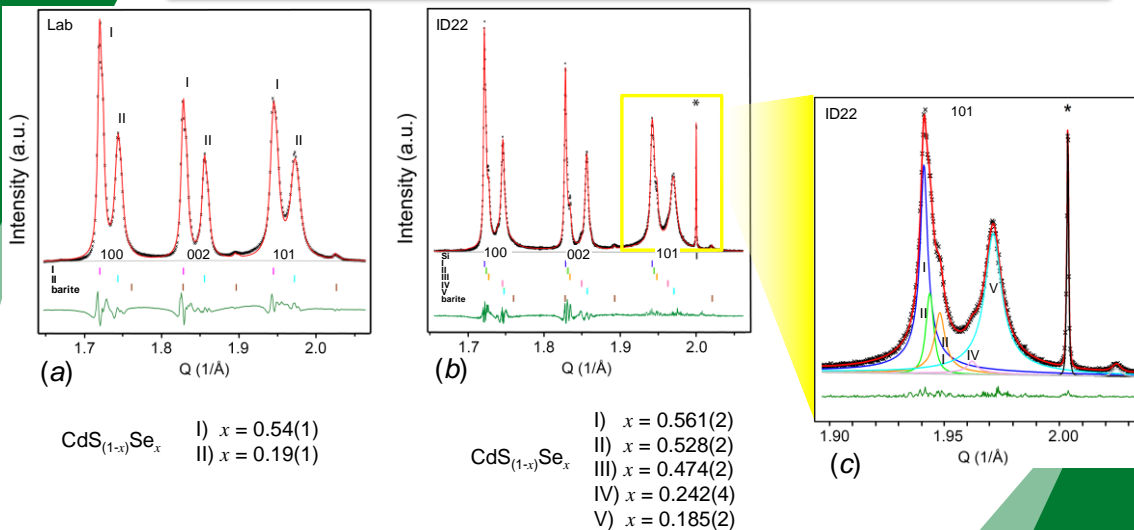 Lab
Intensity (a.u.)
I
II
I
II
I
II
100
002
101
I
II
barite
1.7
1.8
1.9
2.0
Q (1/Å)
(a)
ID22
Intensity (a.u.)
*
100
002
101
Si
I
II
III
IV
V
barite
1.7
1.8
1.9
2.0
Q (1/Å)
(b)
ID22
101
*
I
II
II
I
IV
V
1.90
1.95
2.00
Q (1/Å)
(c)
CdS(1-x)Sex
I) x = 0.54(1)
II) x = 0.19(1)
CdS(1-x)Sex
I) x = 0.561(2)
II) x = 0.528(2)
III) x = 0.474(2)
IV) x = 0.242(4)
V) x = 0.185(2)